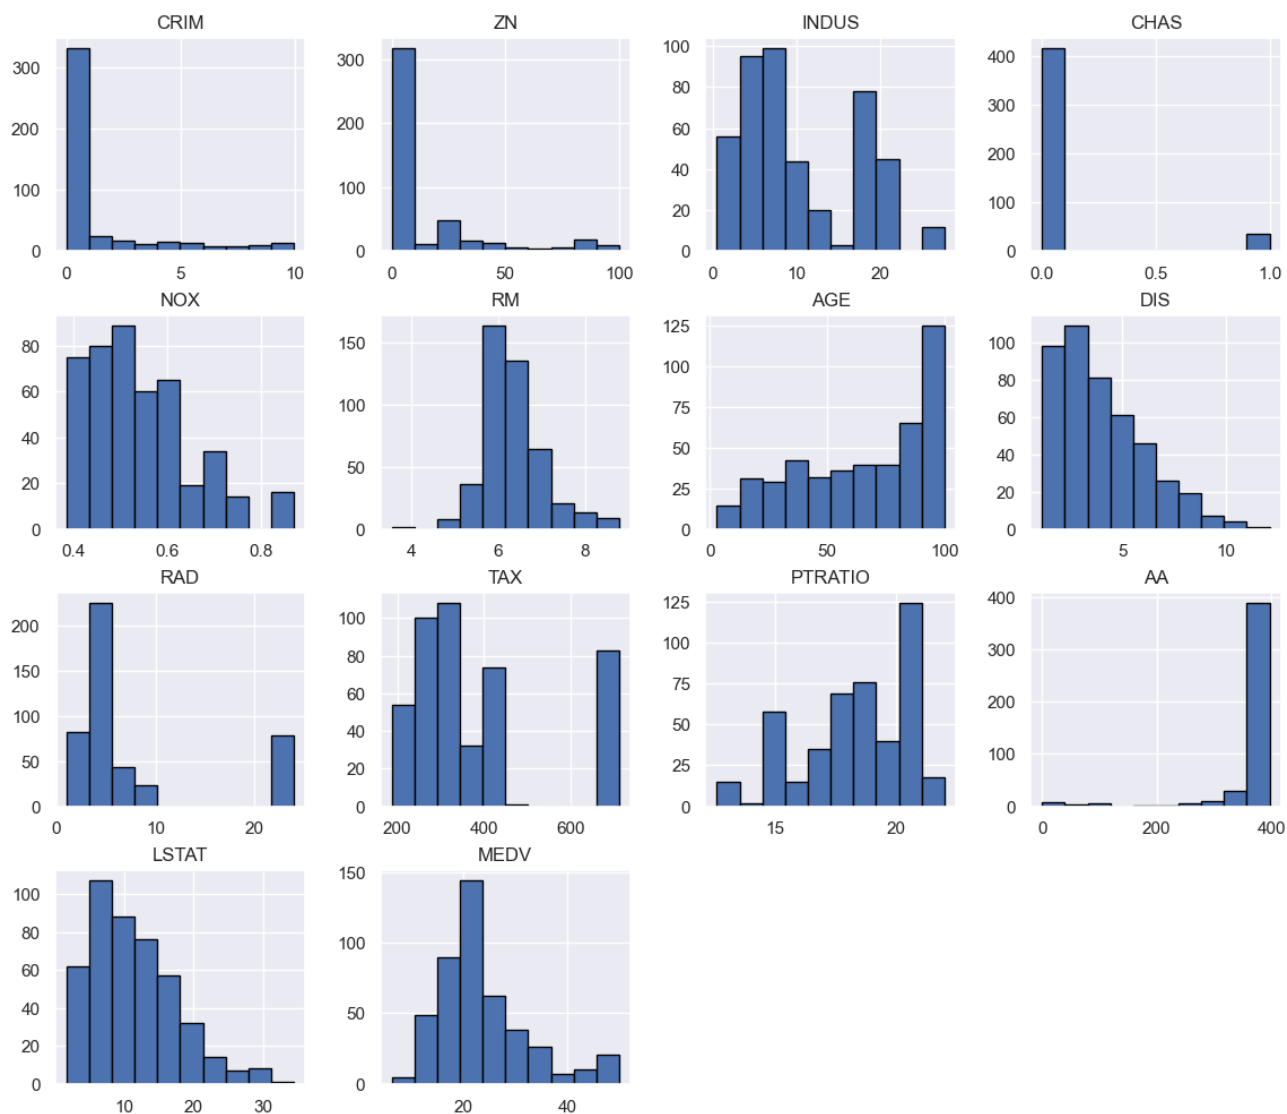 CRIM ZN INDUS CHAS
300 300 100 400
200 200 80 300
100 100 60 200
0 0 40 100
20 0
0
0 5 10 0 50 100 0 10 20 0.0 0.5 1.0
NOX RM AGE DIS
80 150 125 100
60 100 100 80
40 50 75 60
20 0 50 40
0 25 20
0 0
0.4 0.6 0.8 4 6 8 0 50 100 5 10
RAD TAX PTRATIO AA
200 100 125 400
150 80 100 300
100 60 75 200
50 40 50 100
0 20 25 0
0 0
0 10 20 200 400 600 15 20 0 200 400
LSTAT MEDV
100 150
80 100
60 50
40 0
20
0
10 20 30 20 40